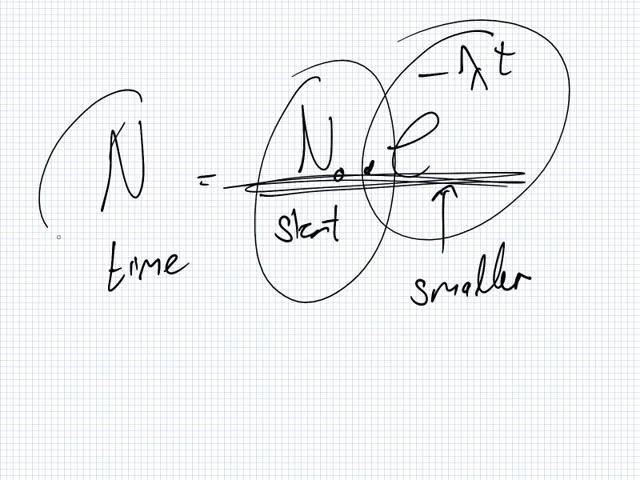 N = N₀ · e^{-λt}
time start smaller